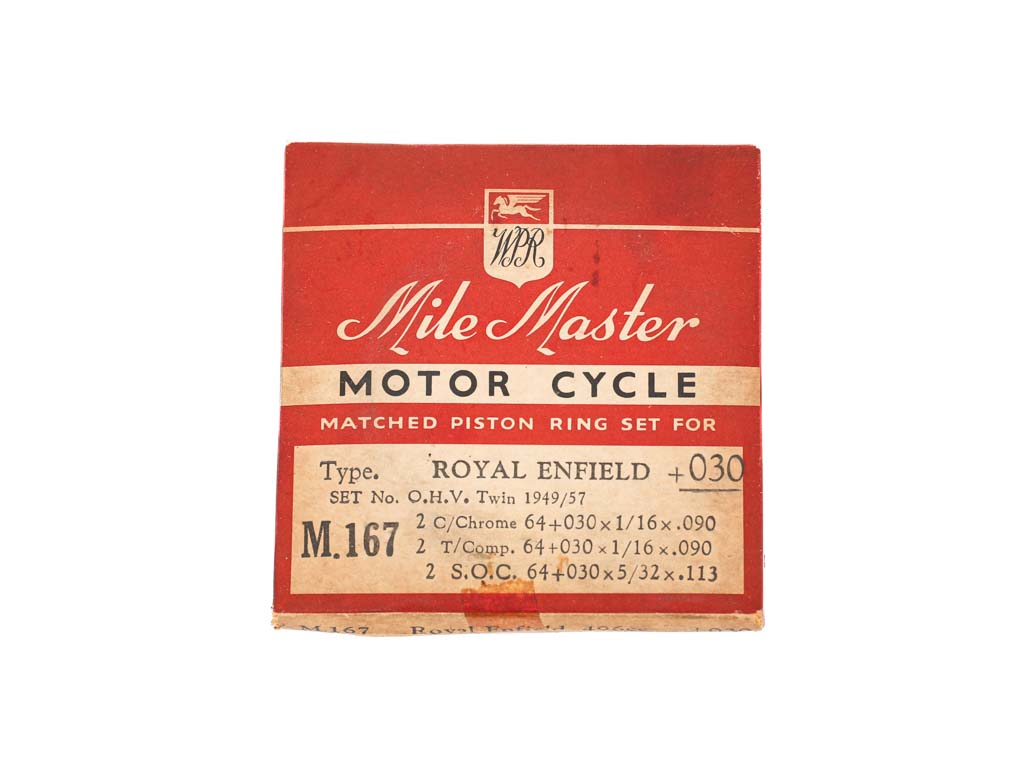 WPR
Mile Master
MOTOR CYCLE
MATCHED PISTON RING SET FOR
Type. ROYAL ENFIELD +030
SET No. O.H.V. Twin 1949/57
M.167
2 C/Chrome 64+030 x 1/16 x .090
2 T/Comp. 64+030 x 1/16 x .090
2 S.O.C. 64+030 x 5/32 x .113
M.167 Royal Enfield 496cc +030